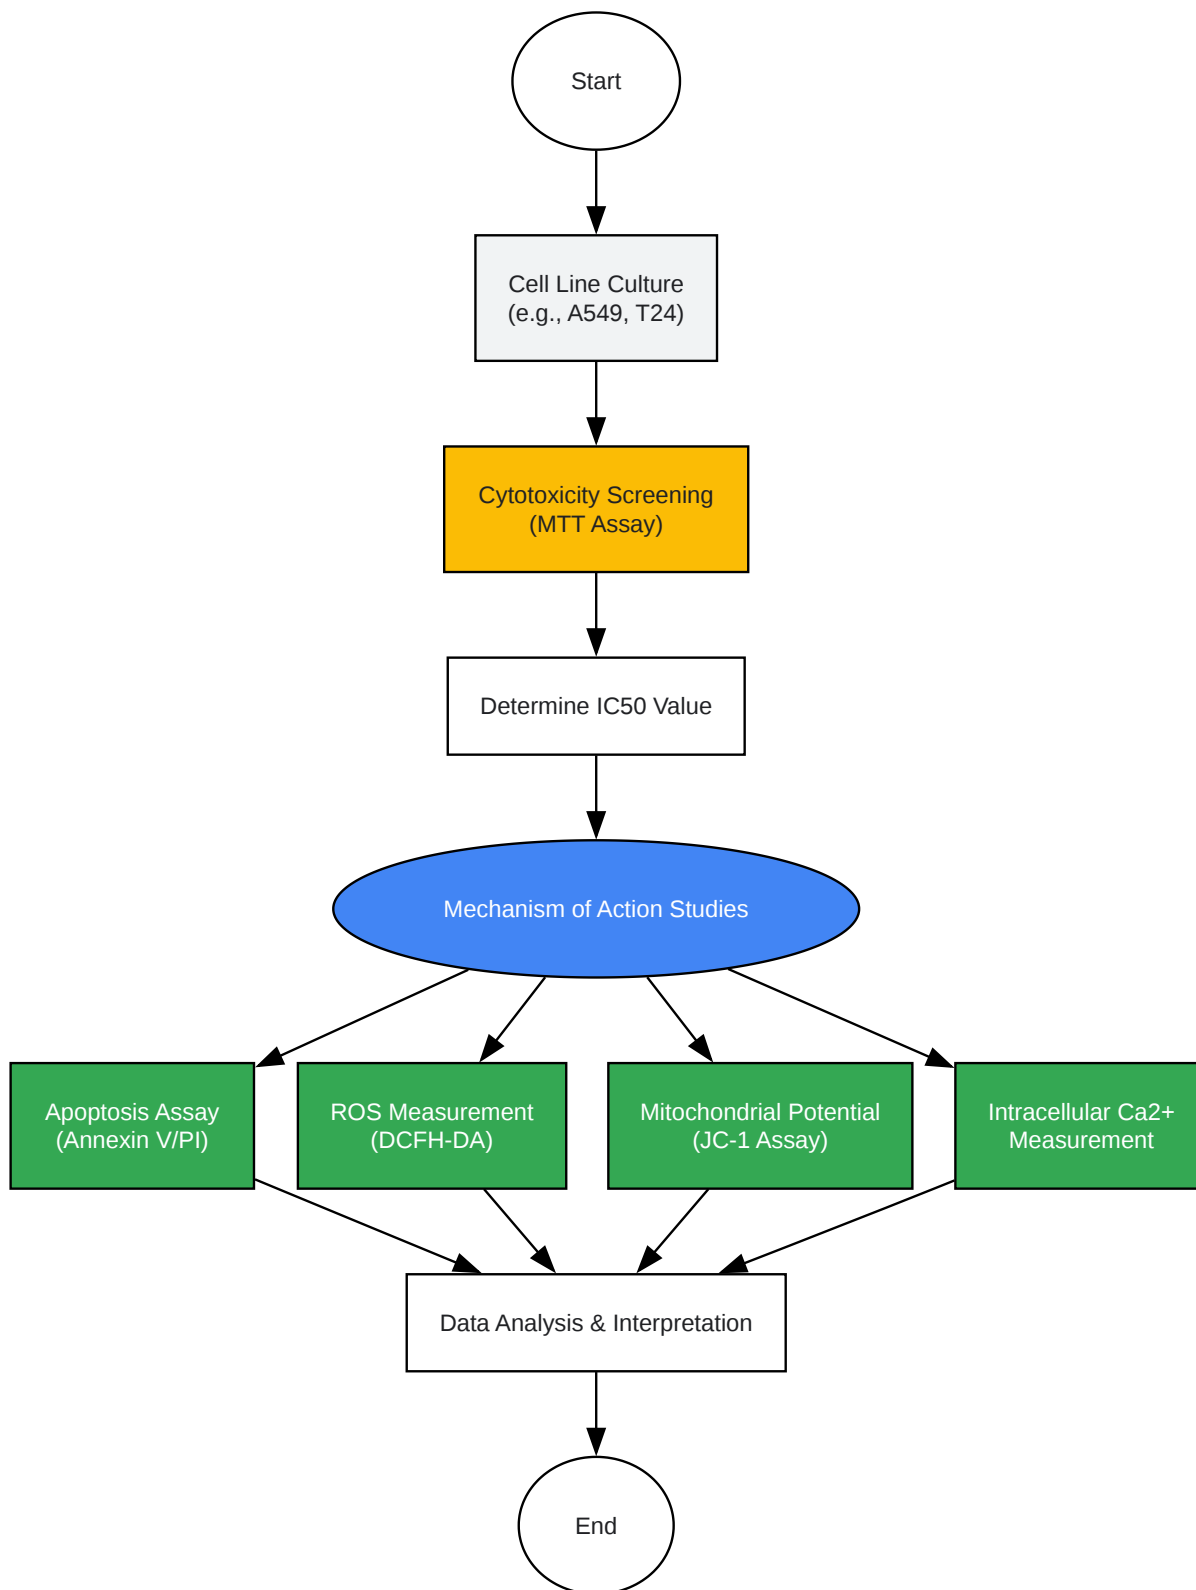 Start
Cell Line Culture
(e.g., A549, T24)
Cytotoxicity Screening
(MTT Assay)
Determine IC50 Value
Mechanism of Action Studies
Apoptosis Assay
(Annexin V/PI)
ROS Measurement
(DCFH-DA)
Mitochondrial Potential
(JC-1 Assay)
Intracellular Ca2+
Measurement
Data Analysis & Interpretation
End